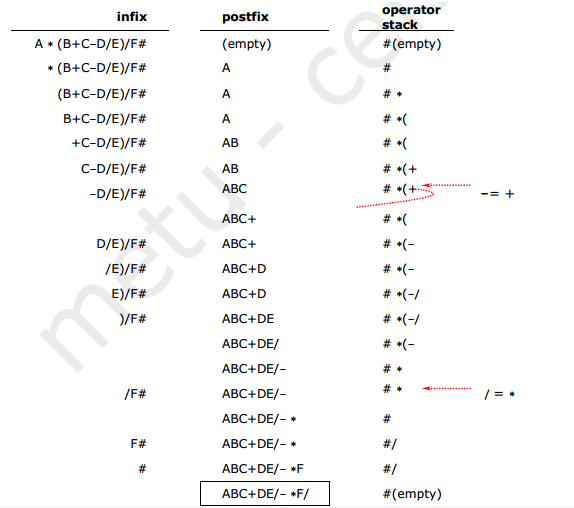 infix postfix operator stack
A * (B+C–D/E)/F# (empty) #(empty)
* (B+C–D/E)/F# A #
(B+C–D/E)/F# A # *
B+C–D/E)/F# A # *(
+C–D/E)/F# AB # *(
C–D/E)/F# AB # *(+
–D/E)/F# ABC # *(+ –= +
ABC+ # *(
D/E)/F# ABC+ # *(–
/E)/F# ABC+D # *(–
E)/F# ABC+D # *(–/
)/F# ABC+DE # *(–/
ABC+DE/ # *(–
ABC+DE/– # *
/F# ABC+DE/– # * / = *
ABC+DE/– * #
F# ABC+DE/– * #/
# ABC+DE/– *F #/
ABC+DE/– *F/ #(empty)
metu - cen